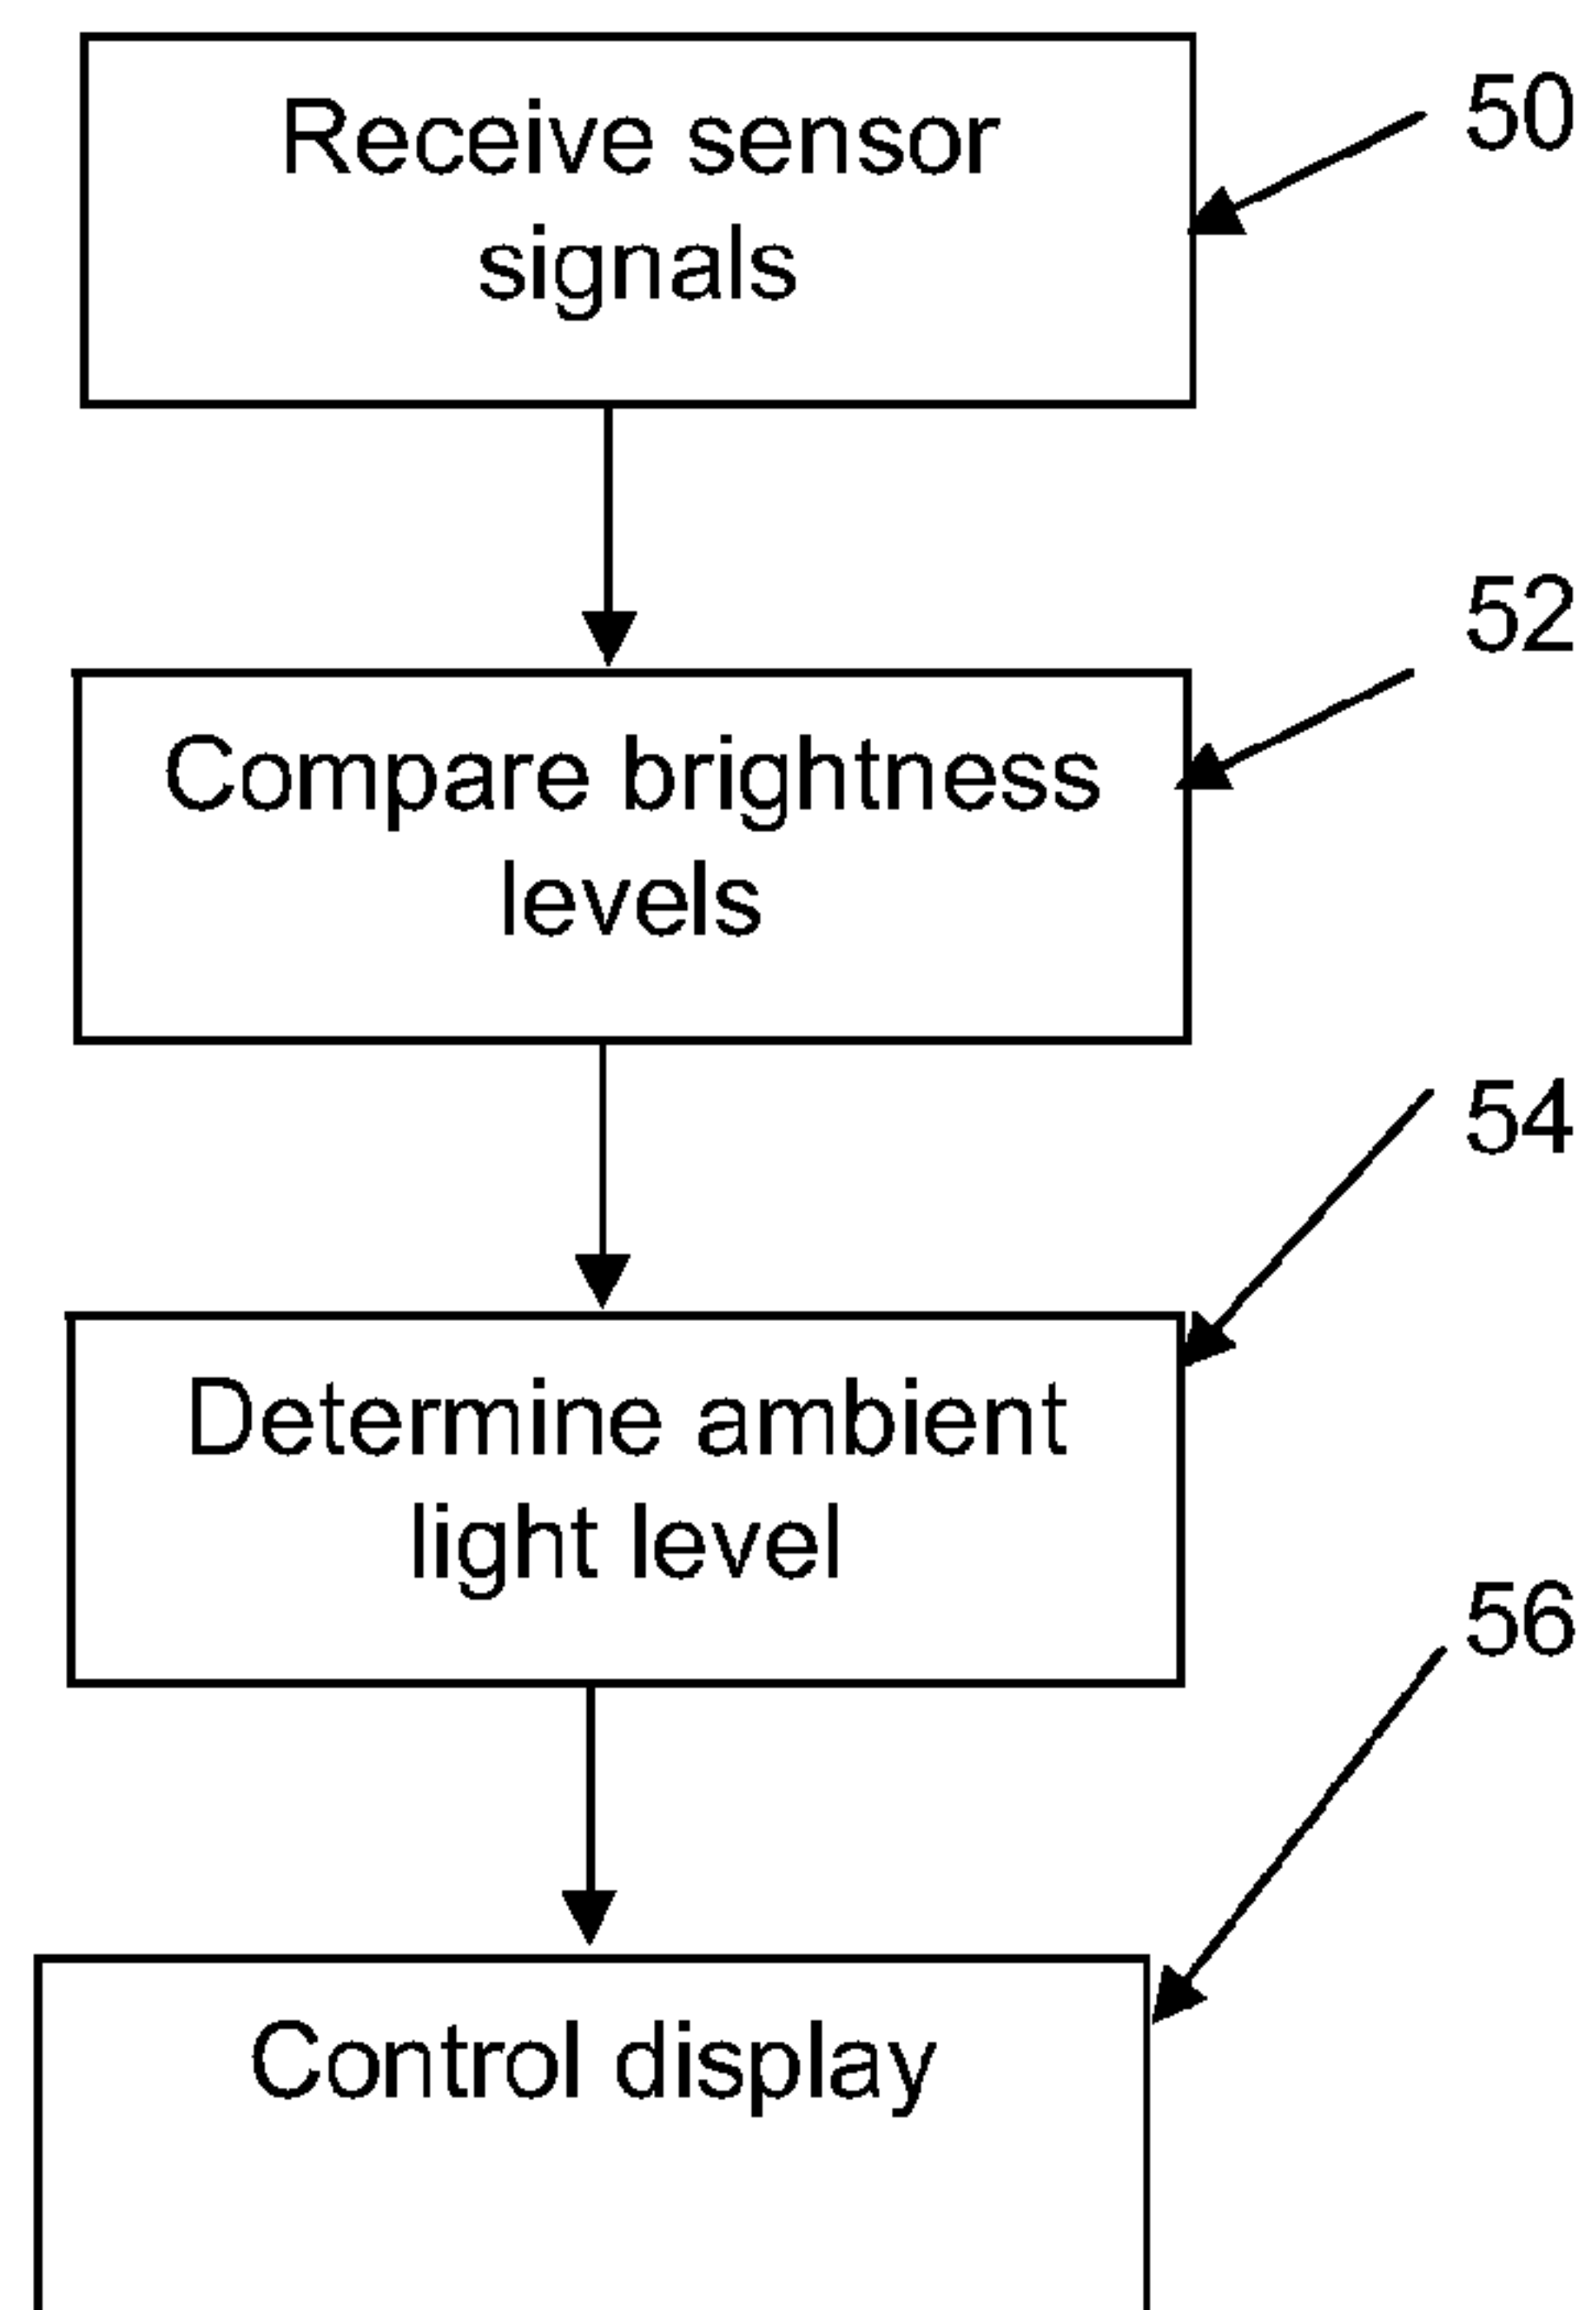 Receive sensor
signals
50
Compare brightness
levels
52
Determine ambient
light level
54
Control display
56